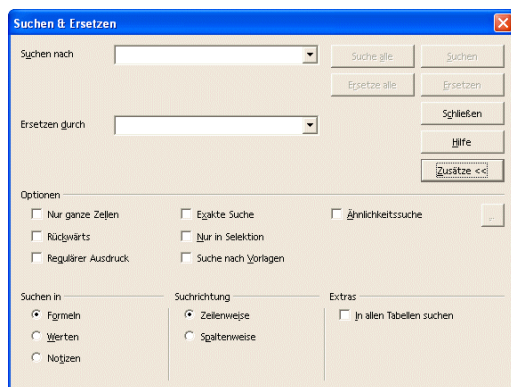 Suchen & Ersetzen
Suchen nach
Suche alle
Suchen
Ersetze alle
Ersetzen
Ersetzen durch
Schließen
Hilfe
Zusätze <<
Optionen
Nur ganze Zellen
Exakte Suche
Ähnlichkeitssuche
...
Rückwärts
Nur in Selektion
Regulärer Ausdruck
Suche nach Vorlagen
Suchen in
Suchrichtung
Extras
Formeln
Zeilenweise
In allen Tabellen suchen
Werten
Spaltenweise
Notizen